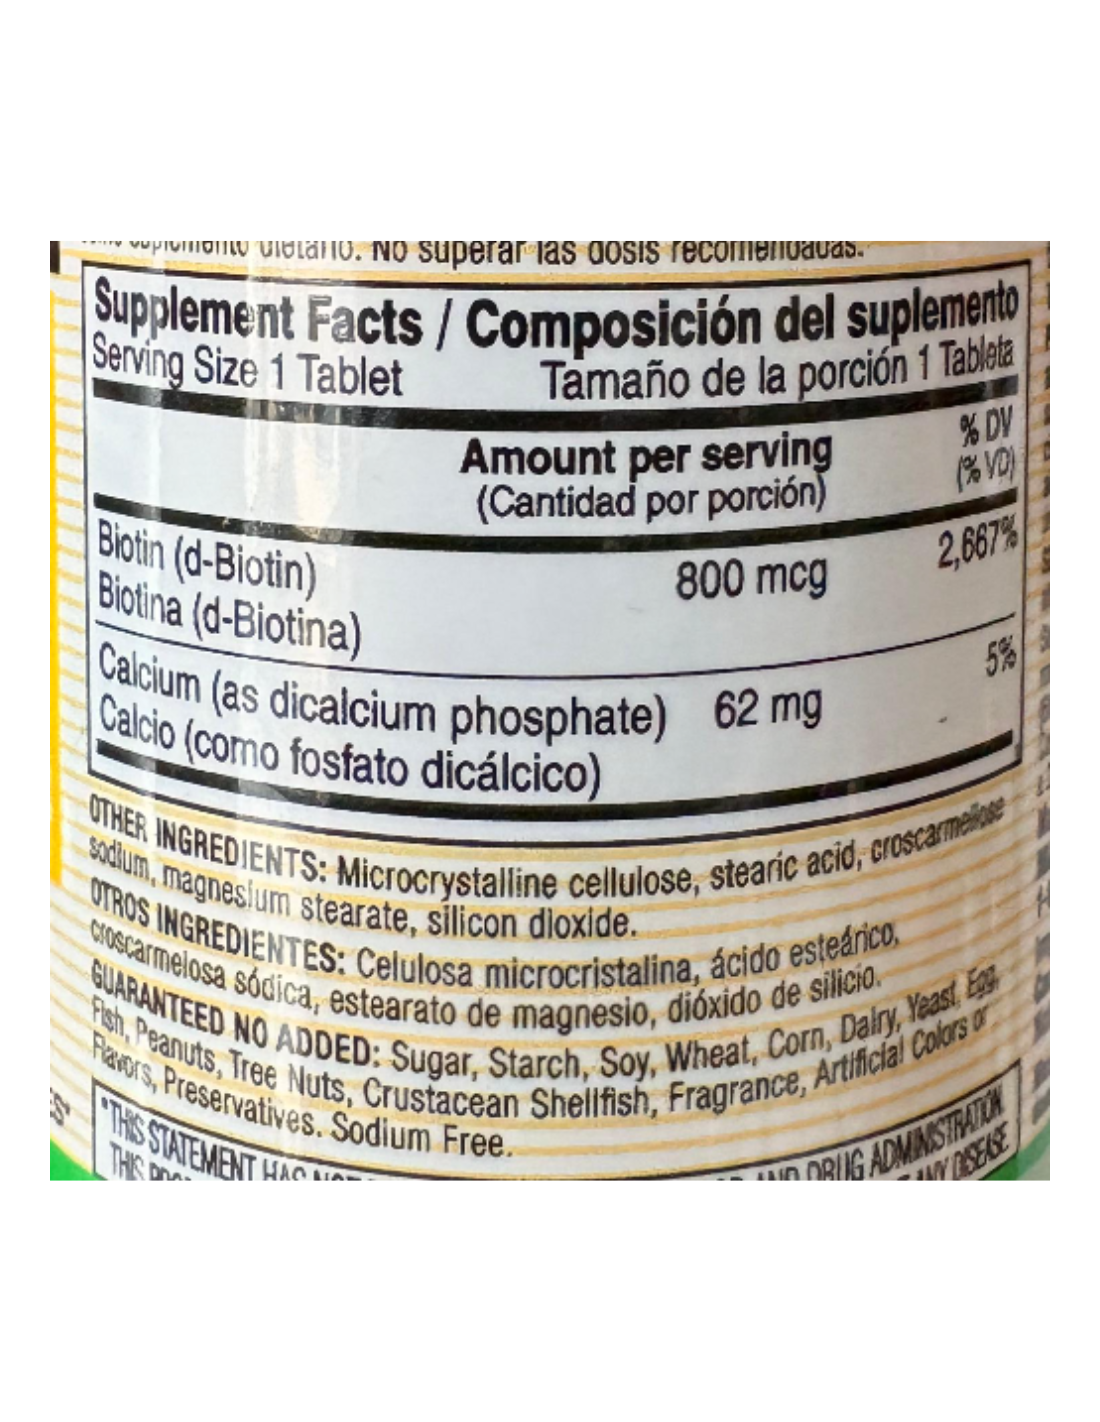 suplemento dietario. No superar las dosis recomendadas.
Supplement Facts / Composición del suplemento
Serving Size 1 Tablet Tamaño de la porción 1 Tableta
Amount per serving % DV
(Cantidad por porción) (% VD)
Biotin (d-Biotin) 800 mcg 2,667%
Biotina (d-Biotina)
Calcium (as dicalcium phosphate) 62 mg 5%
Calcio (como fosfato dicálcico)
OTHER INGREDIENTS: Microcrystalline cellulose, stearic acid, croscarmellose
sodium, magnesium stearate, silicon dioxide.
OTROS INGREDIENTES: Celulosa microcristalina, ácido esteárico,
croscarmelosa sódica, estearato de magnesio, dióxido de silicio.
GUARANTEED NO ADDED: Sugar, Starch, Soy, Wheat, Corn, Dairy, Yeast, Egg,
Fish, Peanuts, Tree Nuts, Crustacean Shellfish, Fragrance, Artificial Colors or
Flavors, Preservatives. Sodium Free.
*THIS STATEMENT HAS AND DRUG ADMINISTRATION.
THIS ANY DISEASE